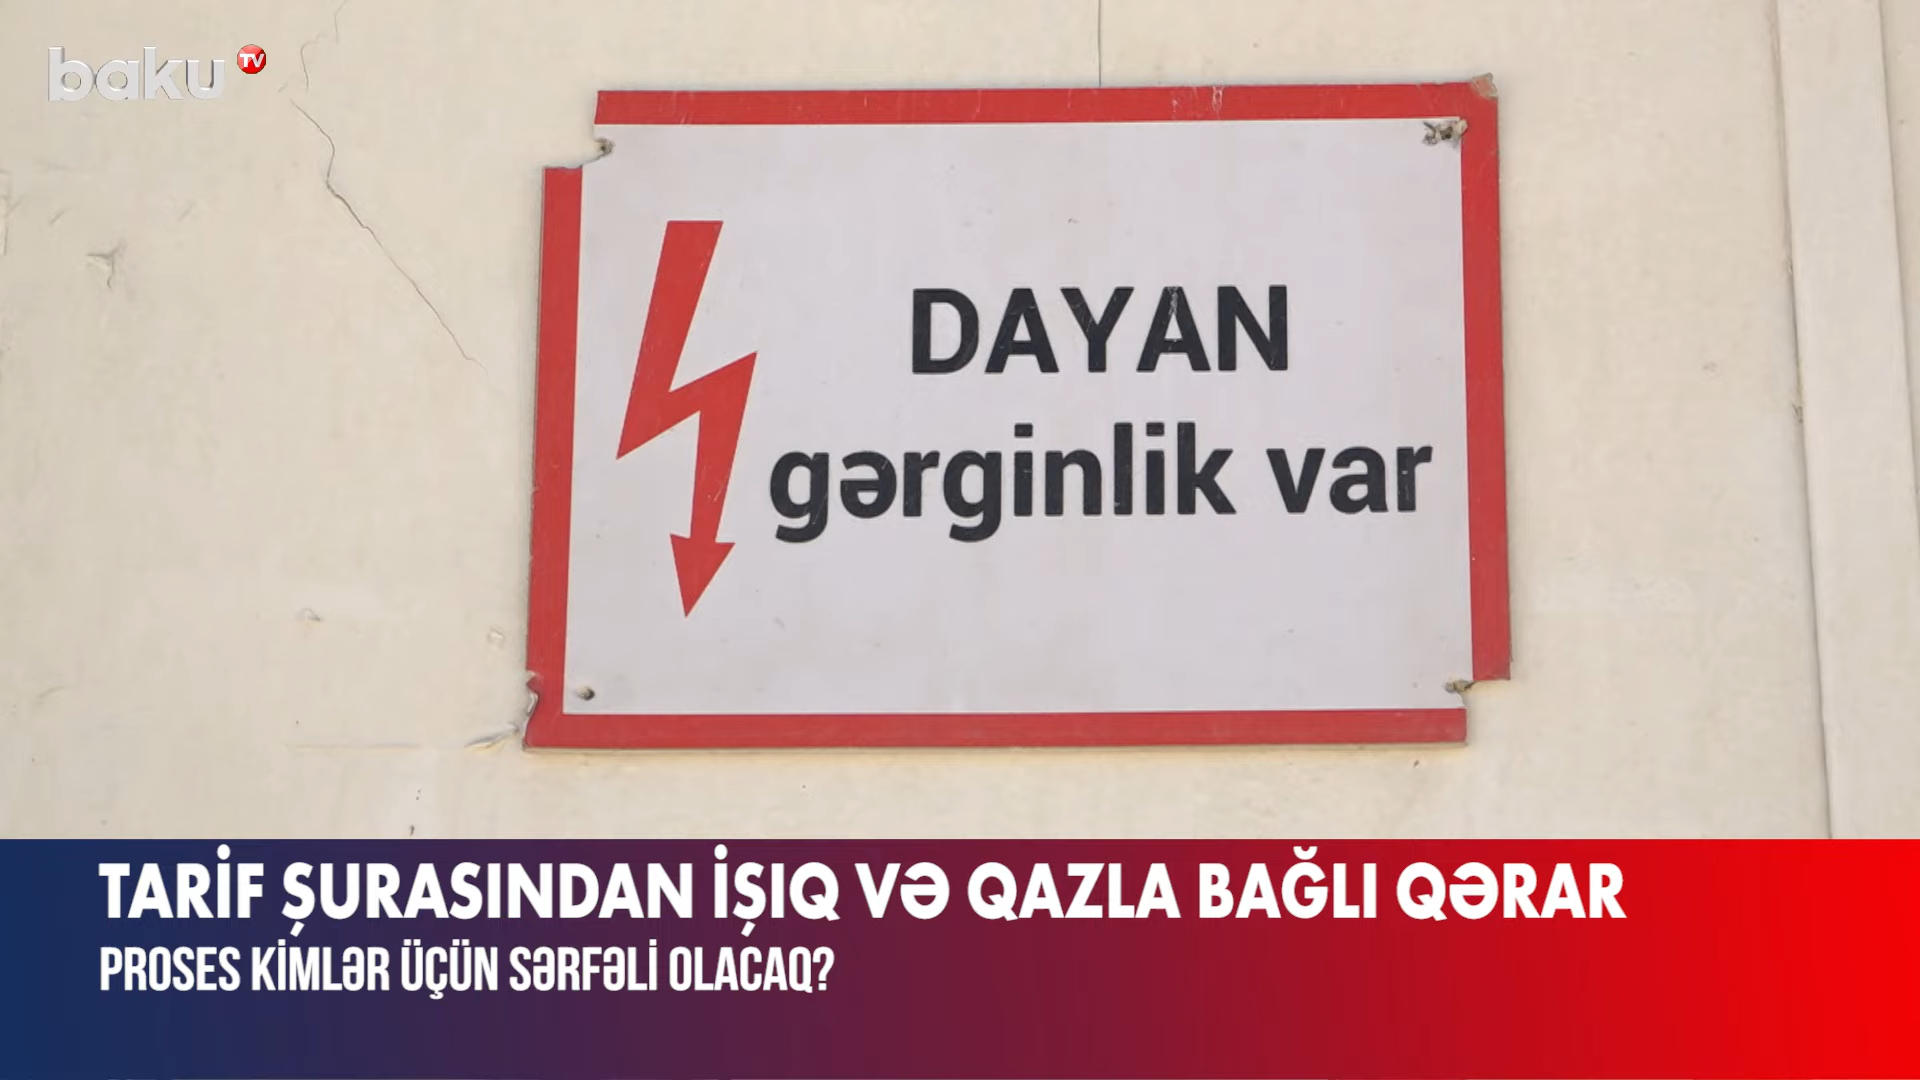 baku TV
DAYAN
gərginlik var
TARİF ŞURASINDAN İŞIQ VƏ QAZLA BAĞLI QƏRAR
PROSES KİMLƏR ÜÇÜN SƏRFƏLİ OLACAQ?